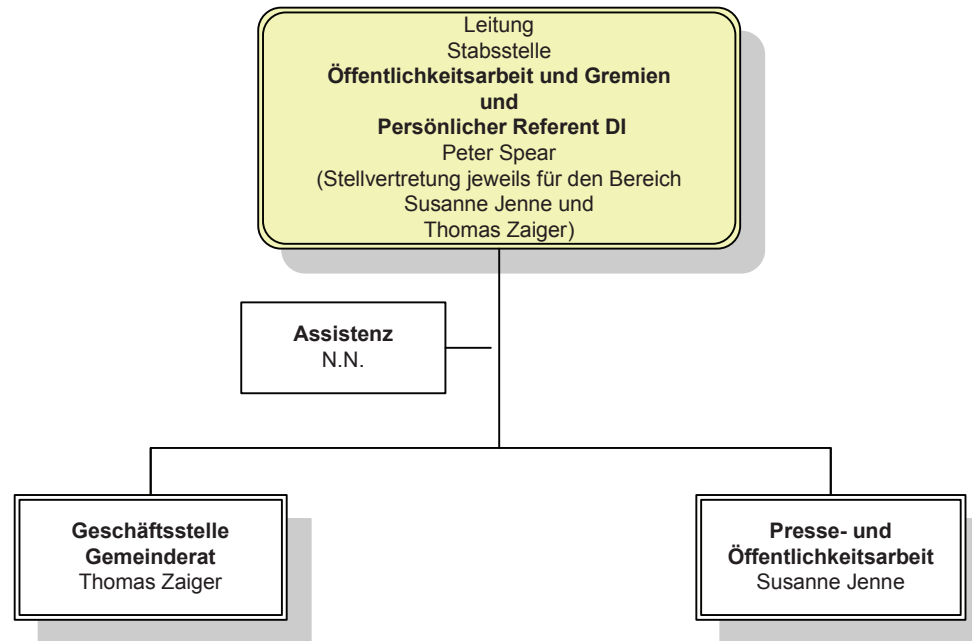 Leitung
Stabsstelle
Öffentlichkeitsarbeit und Gremien
und
Persönlicher Referent DI
Peter Spear
(Stellvertretung jeweils für den Bereich
Susanne Jenne und
Thomas Zaiger)
Assistenz
N.N.
Geschäftsstelle
Gemeinderat
Thomas Zaiger
Presse- und
Öffentlichkeitsarbeit
Susanne Jenne